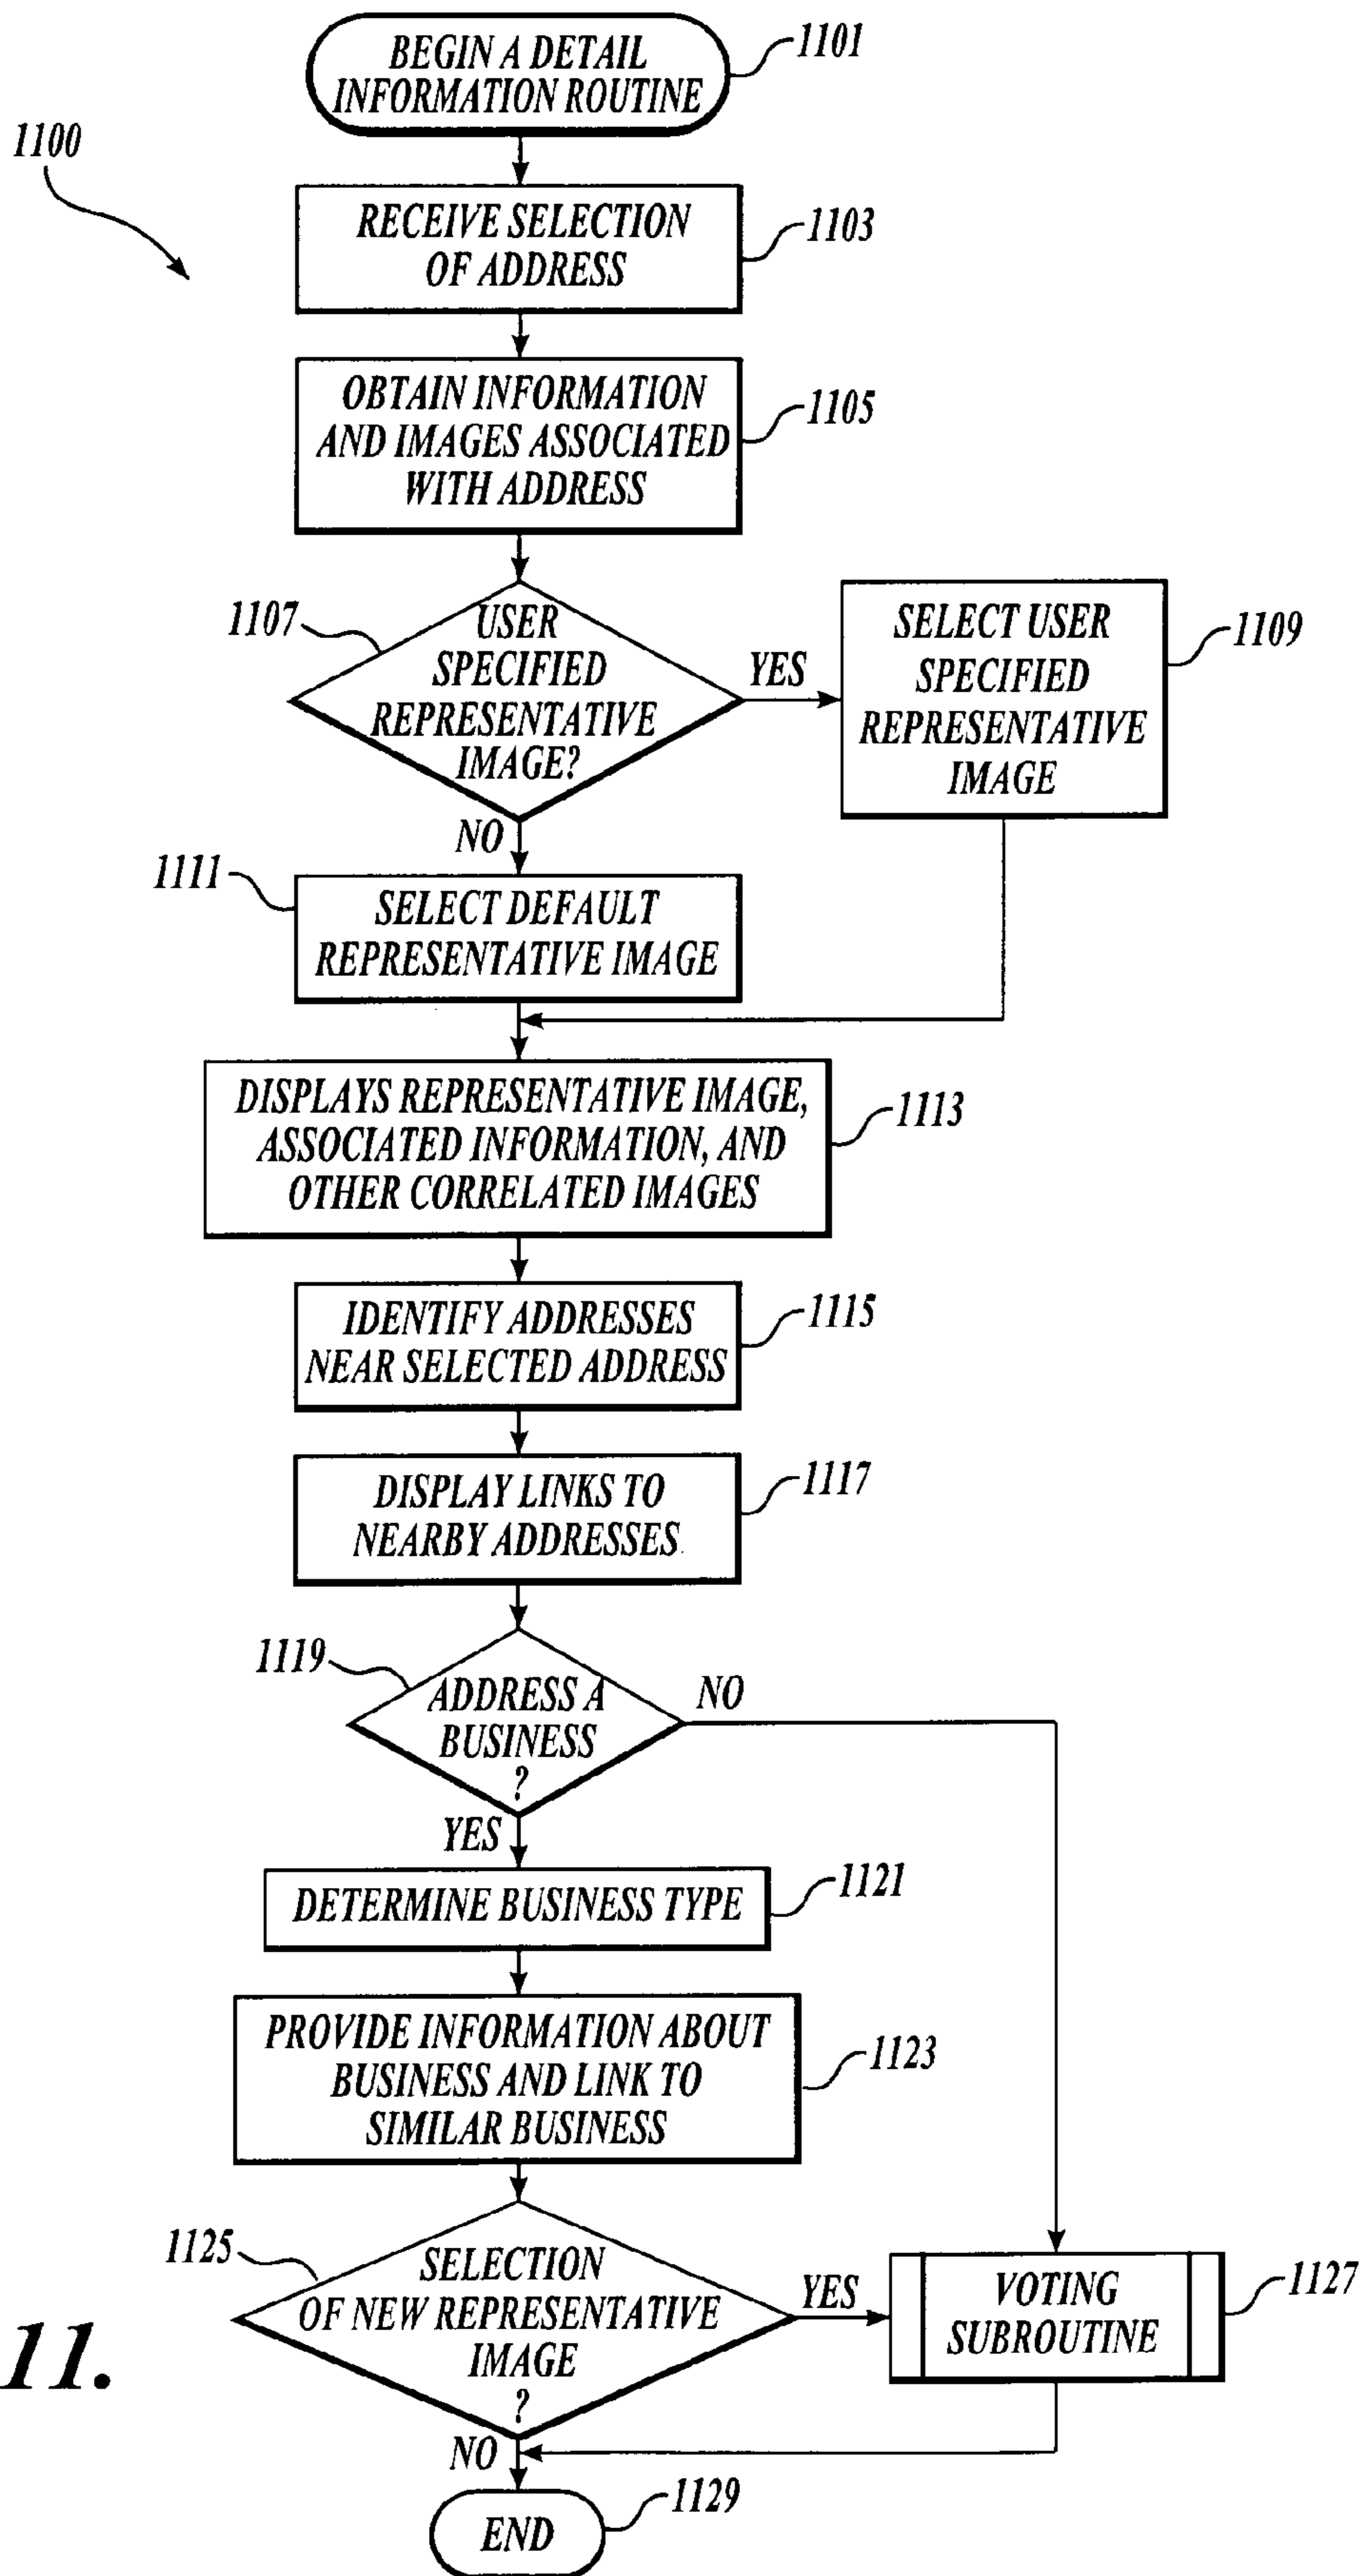 BEGIN A DETAIL
INFORMATION ROUTINE
1101
1100
RECEIVE SELECTION
OF ADDRESS
1103
OBTAIN INFORMATION
AND IMAGES ASSOCIATED
WITH ADDRESS
1105
1107
USER
SPECIFIED
REPRESENTATIVE
IMAGE?
YES
SELECT USER
SPECIFIED
REPRESENTATIVE
IMAGE
1109
NO
1111
SELECT DEFAULT
REPRESENTATIVE IMAGE
DISPLAYS REPRESENTATIVE IMAGE,
ASSOCIATED INFORMATION, AND
OTHER CORRELATED IMAGES
1113
IDENTIFY ADDRESSES
NEAR SELECTED ADDRESS
1115
DISPLAY LINKS TO
NEARBY ADDRESSES
1117
1119
ADDRESS A
BUSINESS
?
NO
YES
DETERMINE BUSINESS TYPE
1121
PROVIDE INFORMATION ABOUT
BUSINESS AND LINK TO
SIMILAR BUSINESS
1123
1125
SELECTION
OF NEW REPRESENTATIVE
IMAGE
?
YES
VOTING
SUBROUTINE
1127
11.
NO
END
1129